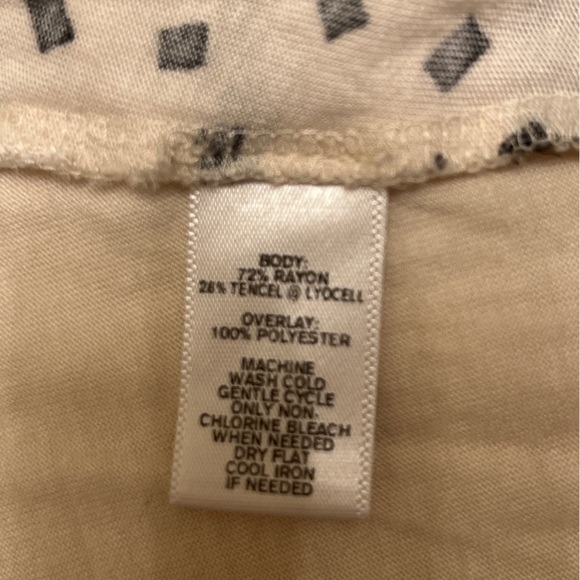 BODY:
72% RAYON
28% TENCEL @ LYOCELL
OVERLAY:
100% POLYESTER
MACHINE
WASH COLD
GENTLE CYCLE
ONLY NON-
CHLORINE BLEACH
WHEN NEEDED
DRY FLAT
COOL IRON
IF NEEDED